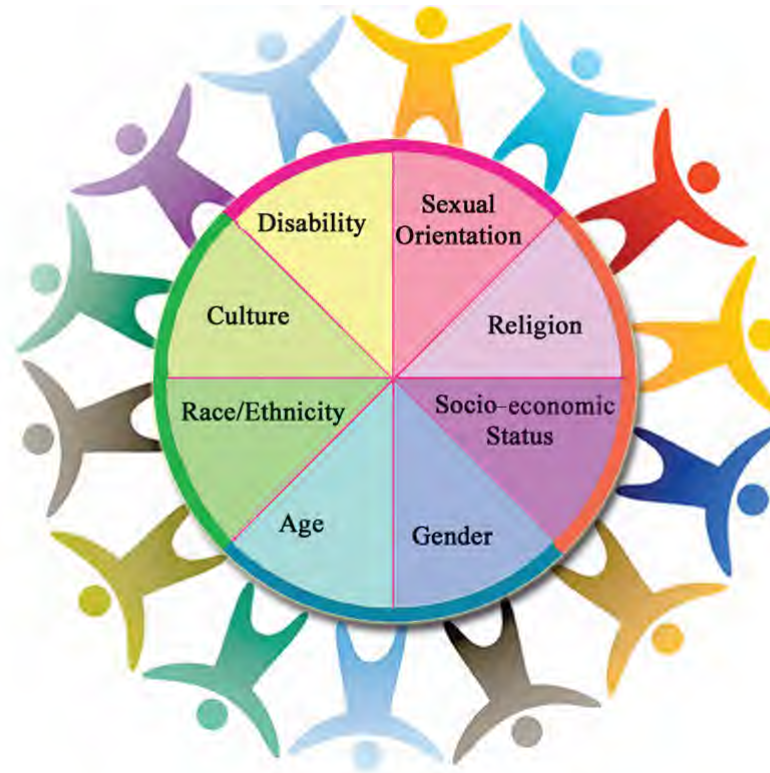 Disability
Sexual
Orientation
Culture
Religion
Race/Ethnicity
Socio-economic
Status
Age
Gender